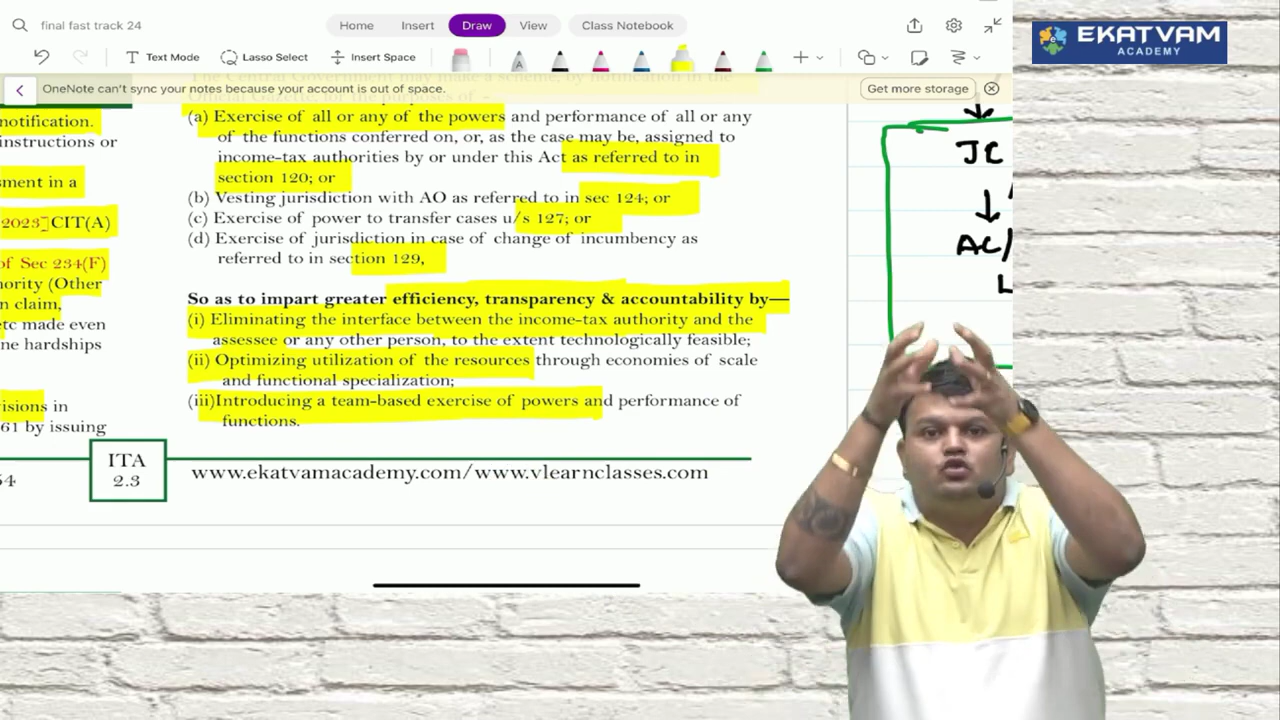 final fast track 24
Home Insert Draw View Class Notebook
EKATVAM
ACADEMY
Text Mode Lasso Select Insert Space
OneNote can't sync your notes because your account is out of space. Get more storage
notification.
instructions or
sment in a
2023]CIT(A)
of Sec 234(F)
hority (Other
n claim,
etc made even
ne hardships
visions in
61 by issuing
Official Gazette, for the purposes of -
(a) Exercise of all or any of the powers and performance of all or any
of the functions conferred on, or, as the case may be, assigned to
income-tax authorities by or under this Act as referred to in
section 120; or
(b) Vesting jurisdiction with AO as referred to in sec 124; or
(c) Exercise of power to transfer cases u/s 127; or
(d) Exercise of jurisdiction in case of change of incumbency as
referred to in section 129,
So as to impart greater efficiency, transparency & accountability by—
(i) Eliminating the interface between the income-tax authority and the
assessee or any other person, to the extent technologically feasible;
(ii) Optimizing utilization of the resources through economies of scale
and functional specialization;
(iii)Introducing a team-based exercise of powers and performance of
functions.
JC
AC/
54
ITA
2.3
www.ekatvamacademy.com/www.vlearnclasses.com